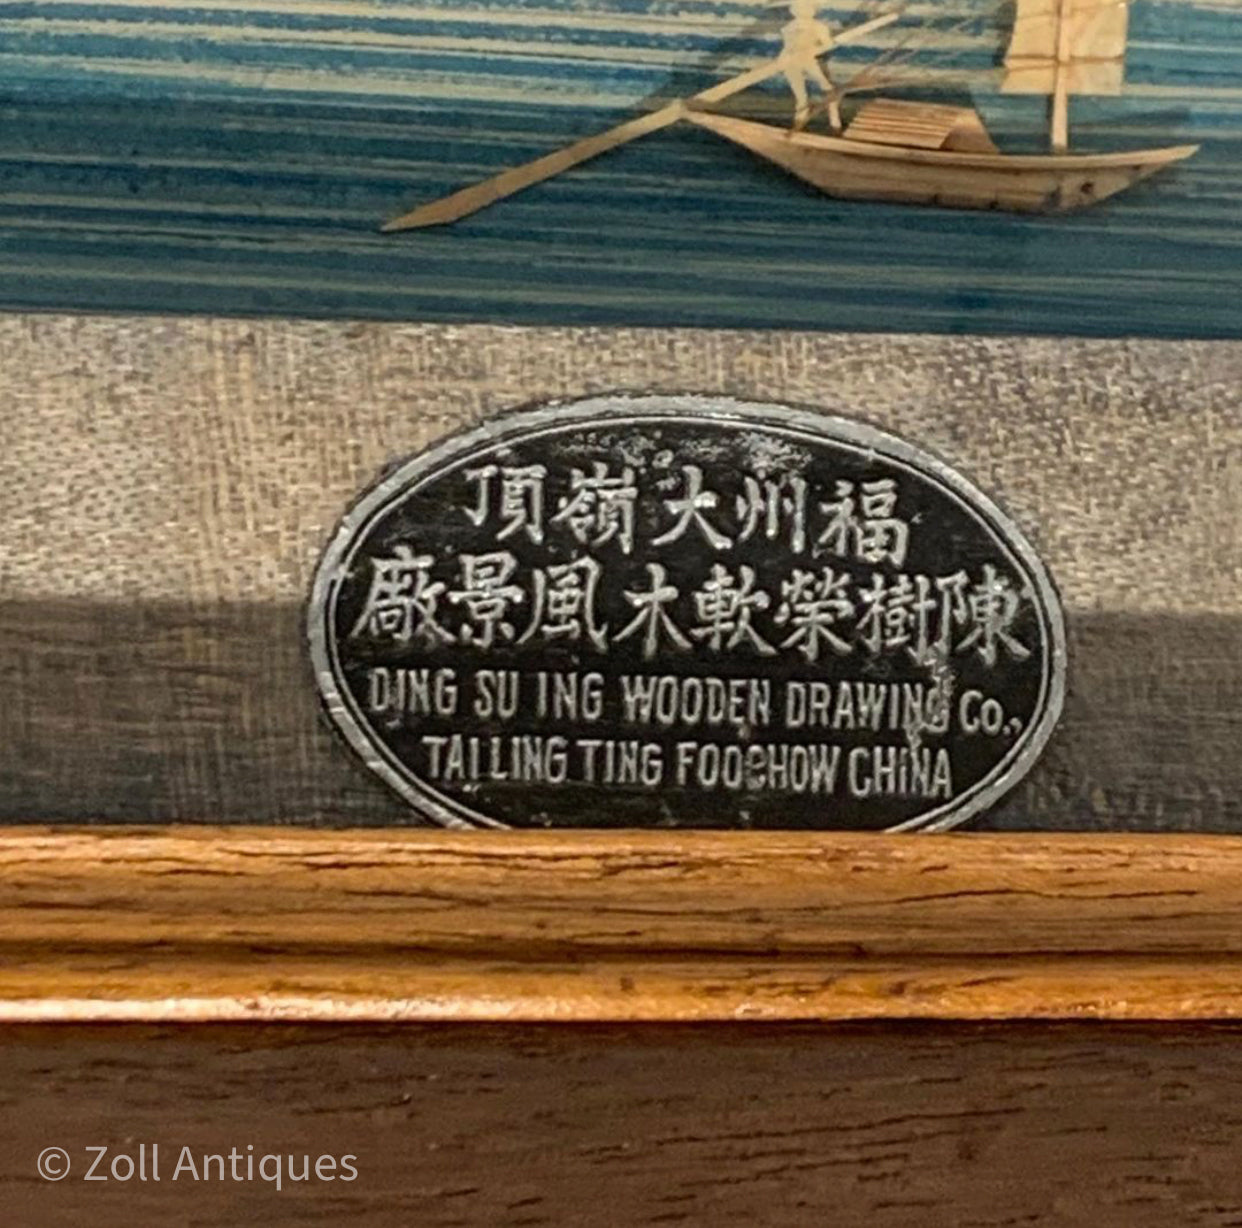 福州大嶺頂
陳樹榮軟木風景廠
DING SU ING WOODEN DRAWING Co.,
TAI LING TING FOOCHOW CHINA
© Zoll Antiques